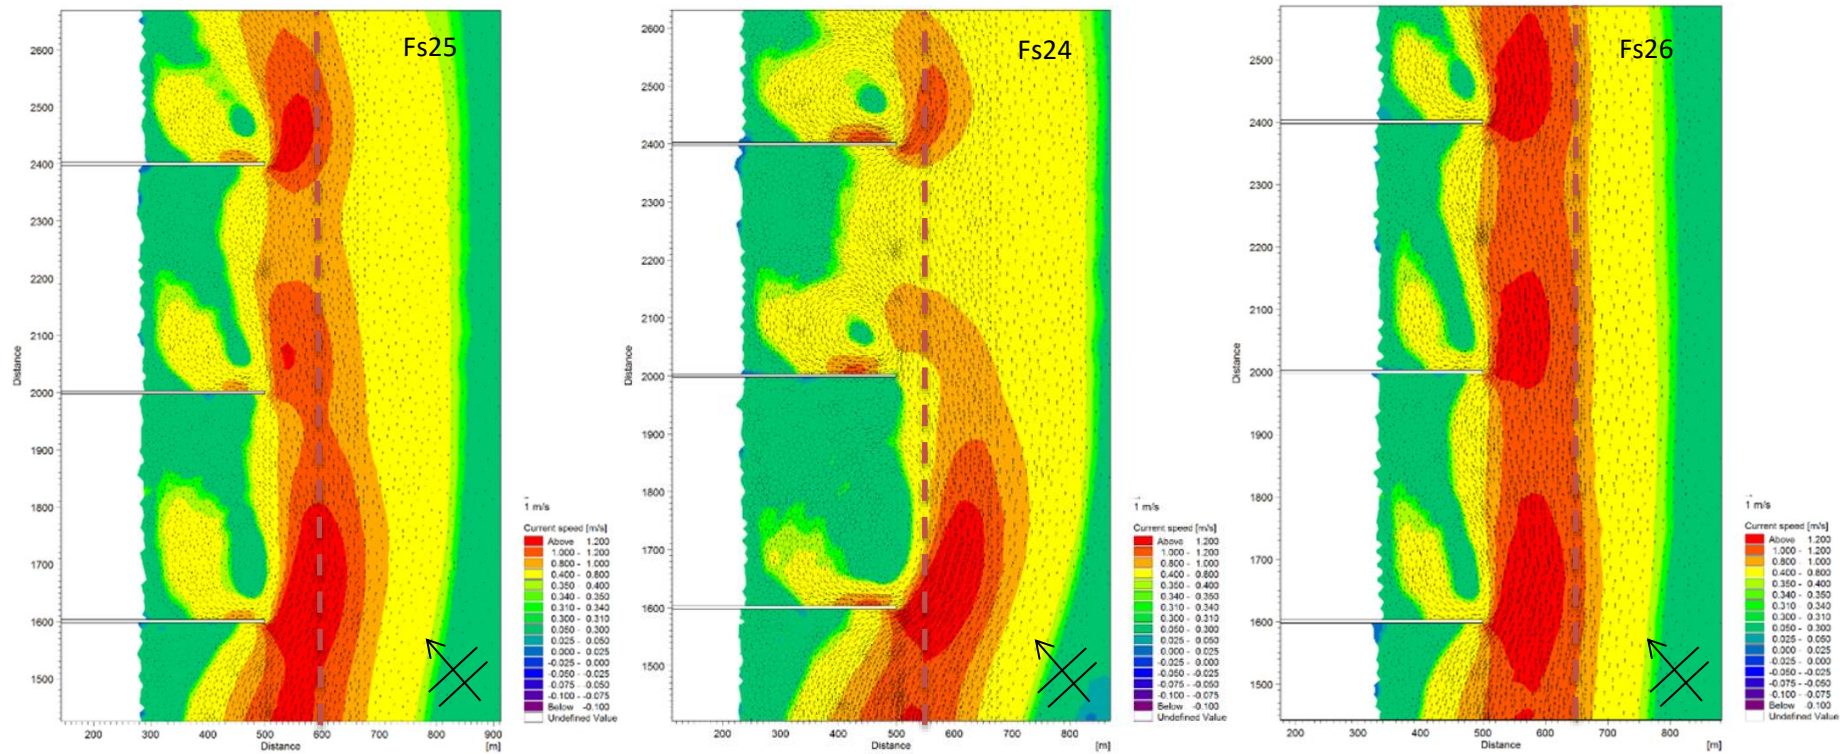 Fs25
2600
2500
2400
2300
2200
2100
2000
1900
1800
1700
1600
1500
Distance
200
300
400
500
600
700
800
900
Distance
[m]
1 m/s
Current speed [m/s]
Above 1.200
1.000 - 1.200
0.800 - 1.000
0.400 - 0.800
0.350 - 0.400
0.340 - 0.350
0.310 - 0.340
0.300 - 0.310
0.050 - 0.300
0.025 - 0.050
0.000 - 0.025
-0.025 - 0.000
-0.050 - -0.025
-0.075 - -0.050
-0.100 - -0.075
Below -0.100
Undefined Value
Fs24
2600
2500
2400
2300
2200
2100
2000
1900
1800
1700
1600
1500
Distance
200
300
400
500
600
700
800
Distance
[m]
1 m/s
Current speed [m/s]
Above 1.200
1.000 - 1.200
0.800 - 1.000
0.400 - 0.800
0.350 - 0.400
0.340 - 0.350
0.310 - 0.340
0.300 - 0.310
0.050 - 0.300
0.025 - 0.050
0.000 - 0.025
-0.025 - 0.000
-0.050 - -0.025
-0.075 - -0.050
-0.100 - -0.075
Below -0.100
Undefined Value
Fs26
2500
2400
2300
2200
2100
2000
1900
1800
1700
1600
1500
Distance
200
300
400
500
600
700
800
Distance
[m]
1 m/s
Current speed [m/s]
Above 1.200
1.000 - 1.200
0.800 - 1.000
0.400 - 0.800
0.350 - 0.400
0.340 - 0.350
0.310 - 0.340
0.300 - 0.310
0.050 - 0.300
0.025 - 0.050
0.000 - 0.025
-0.025 - 0.000
-0.050 - -0.025
-0.075 - -0.050
-0.100 - -0.075
Below -0.100
Undefined Value